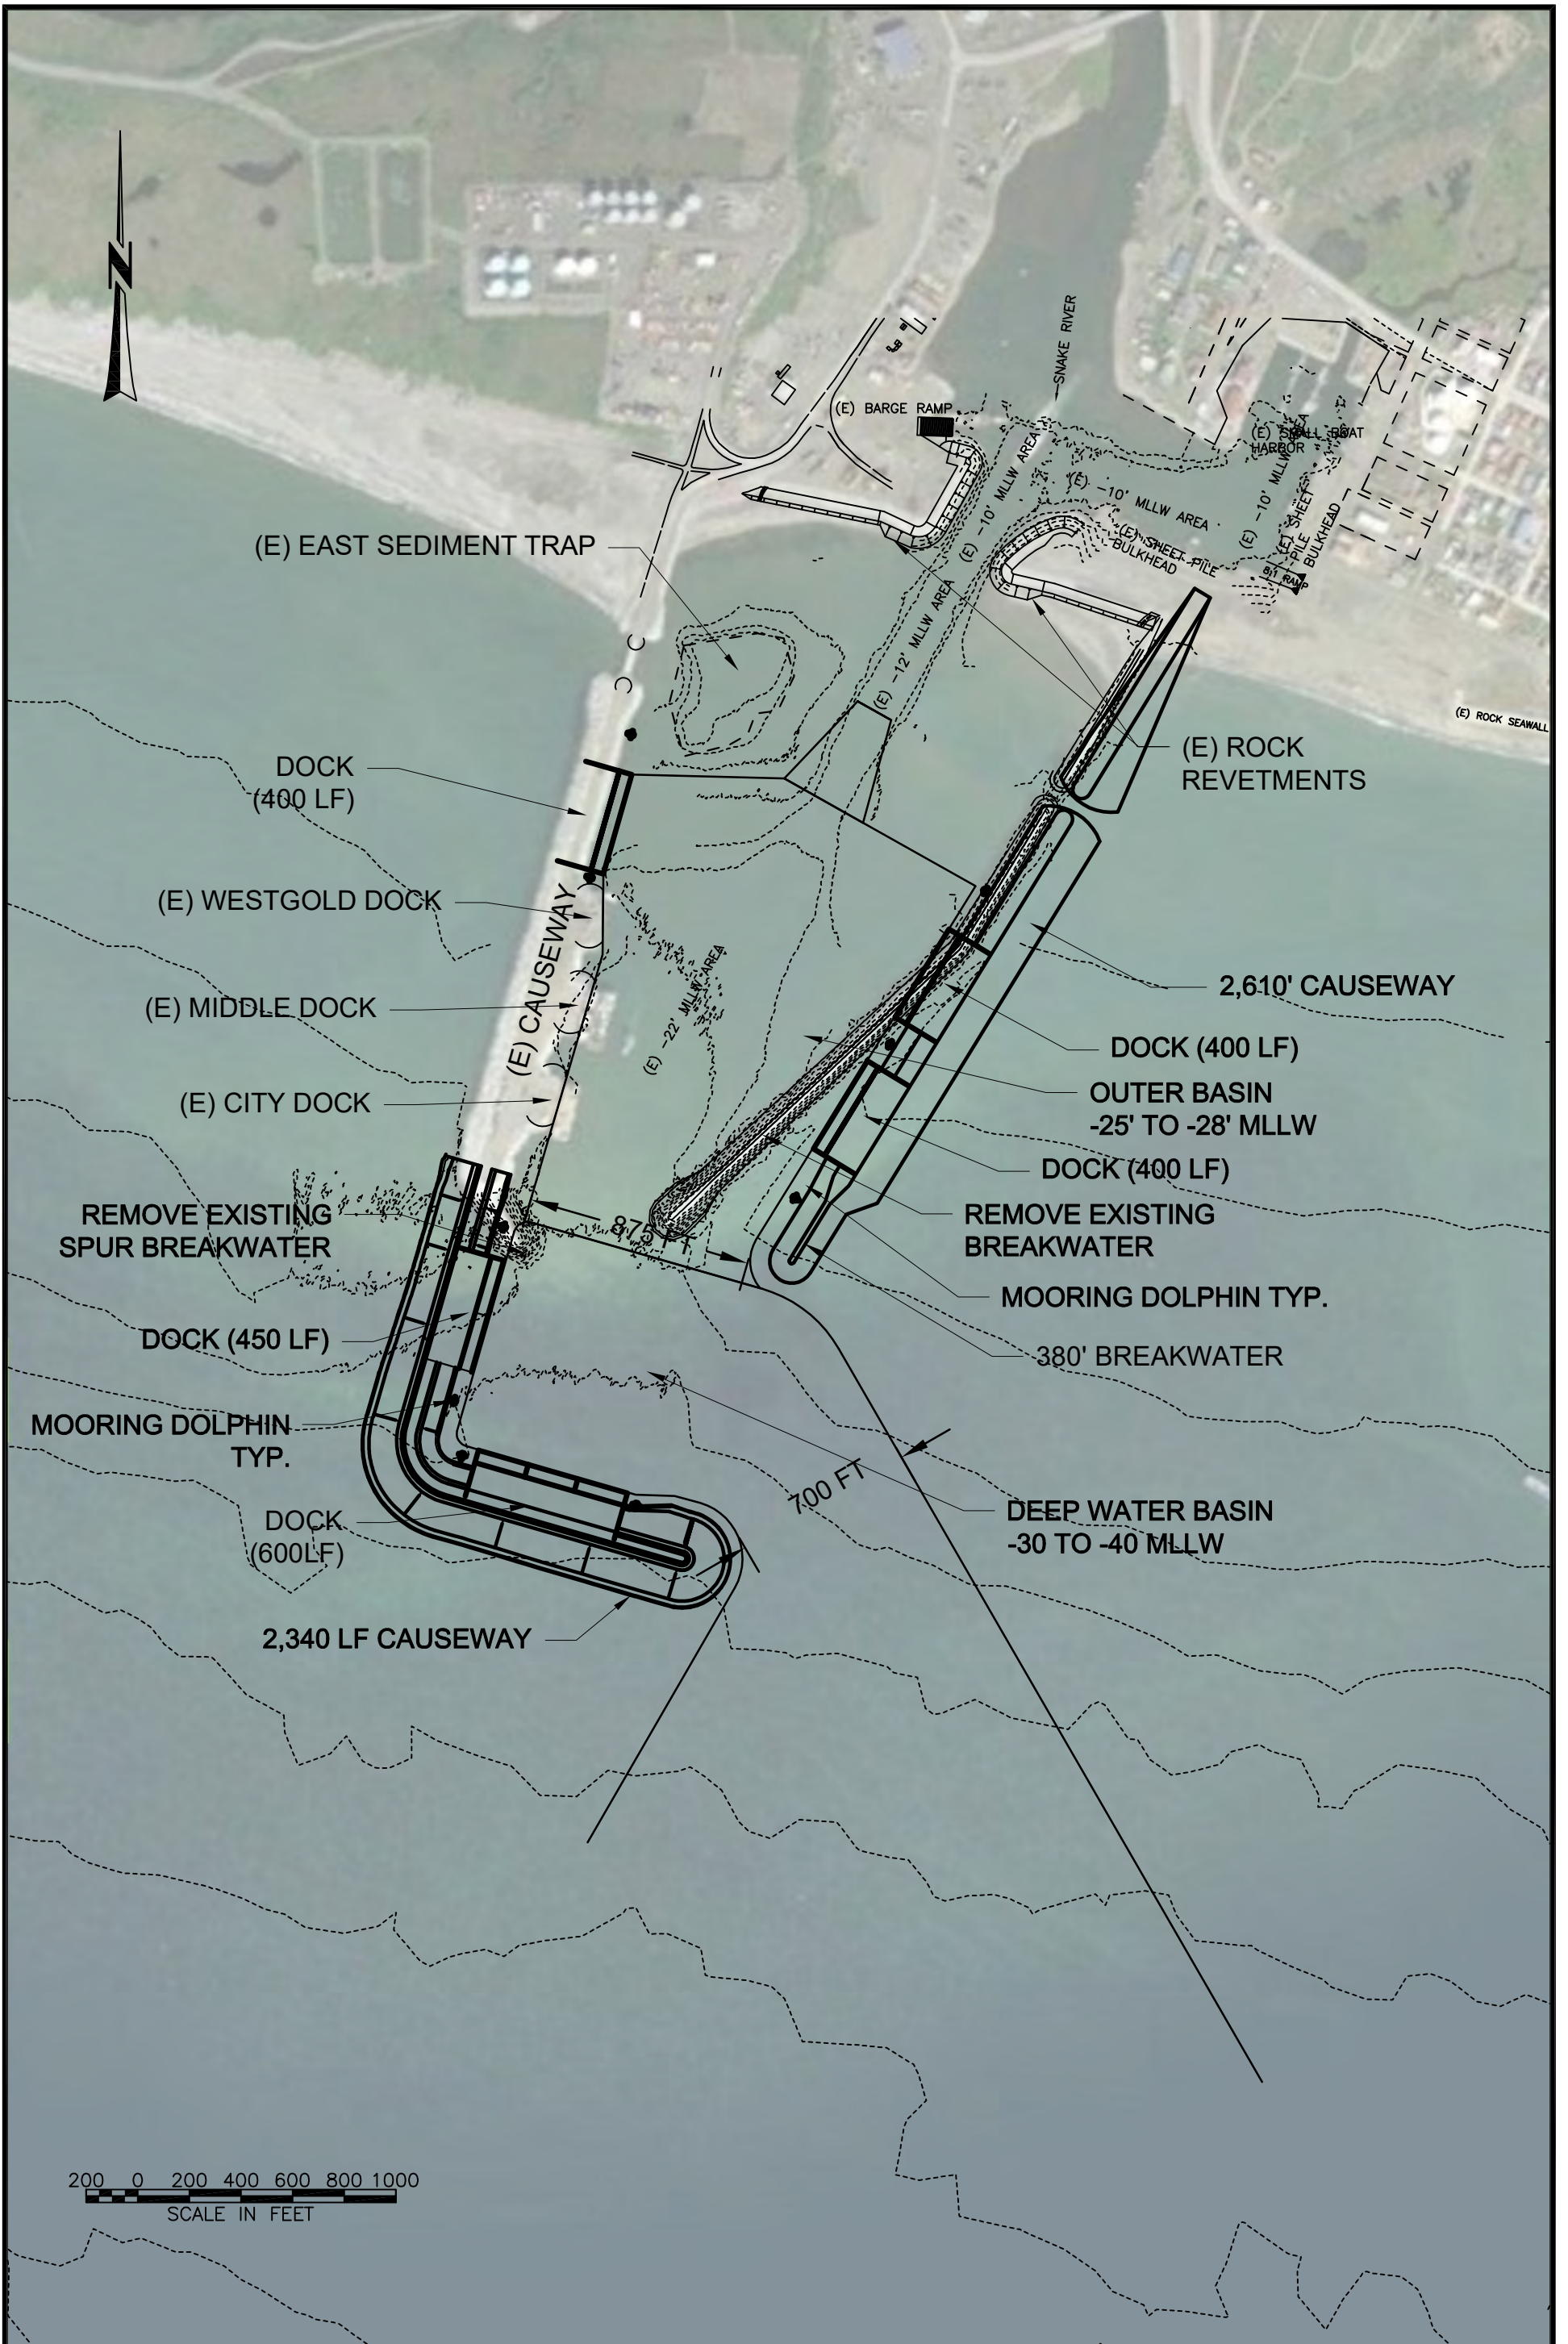 N
SNAKE RIVER
(E) BARGE RAMP
(E) SMALL BOAT
HARBOR
(E) -10' MLLW AREA
(E) -10' MLLW AREA
(E) -10' MLLW AREA
(E) SHEET
PILE
BULKHEAD
(E) SHEET PILE
BULKHEAD
(E) EAST SEDIMENT TRAP
(E) -12' MLLW AREA
(E) ROCK SEAWALL
(E) ROCK
REVETMENTS
DOCK
(400 LF)
(E) WESTGOLD DOCK
(E) CAUSEWAY
(E) -22' MLLW AREA
2,610' CAUSEWAY
(E) MIDDLE DOCK
DOCK (400 LF)
OUTER BASIN
-25' TO -28' MLLW
(E) CITY DOCK
DOCK (400 LF)
REMOVE EXISTING
SPUR BREAKWATER
875 FT
REMOVE EXISTING
BREAKWATER
MOORING DOLPHIN TYP.
DOCK (450 LF)
380' BREAKWATER
MOORING DOLPHIN
TYP.
700 FT
DEEP WATER BASIN
-30 TO -40 MLLW
DOCK
(600LF)
2,340 LF CAUSEWAY
200 0 200 400 600 800 1000
SCALE IN FEET